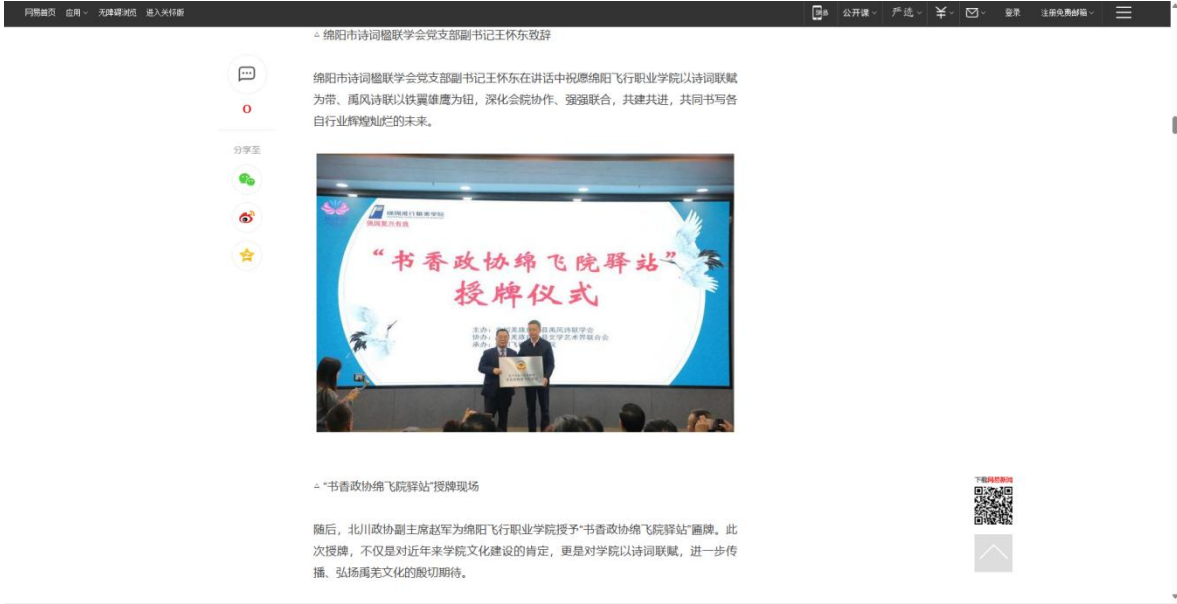 网易首页 应用 无障碍浏览 进入关怀版
公开课 严选 登录 注册免费邮箱
▵ 绵阳市诗词楹联学会党支部副书记王怀东致辞
0
绵阳市诗词楹联学会党支部副书记王怀东在讲话中祝愿绵阳飞行职业学院以诗词联赋
为带、禹风诗联以铁翼雄鹰为钮，深化会院协作、强强联合，共建共进，共同书写各
自行业辉煌灿烂的未来。
分享至
“书香政协绵飞院驿站”
授牌仪式
▵ “书香政协绵飞院驿站”授牌现场
下载网易新闻
随后，北川政协副主席赵军为绵阳飞行职业学院授予“书香政协绵飞院驿站”匾牌。此
次授牌，不仅是对近年来学院文化建设的肯定，更是对学院以诗词联赋，进一步传
播、弘扬禹羌文化的殷切期待。